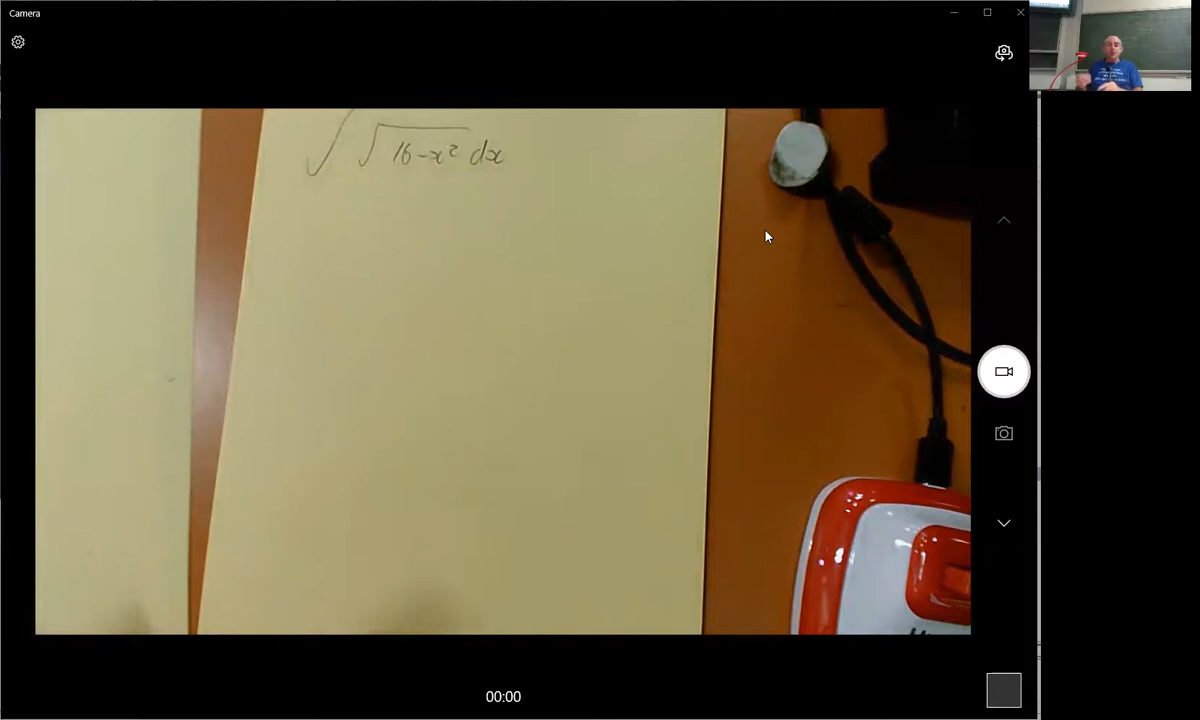 Camera
∫ √(16-x²) dx
00:00